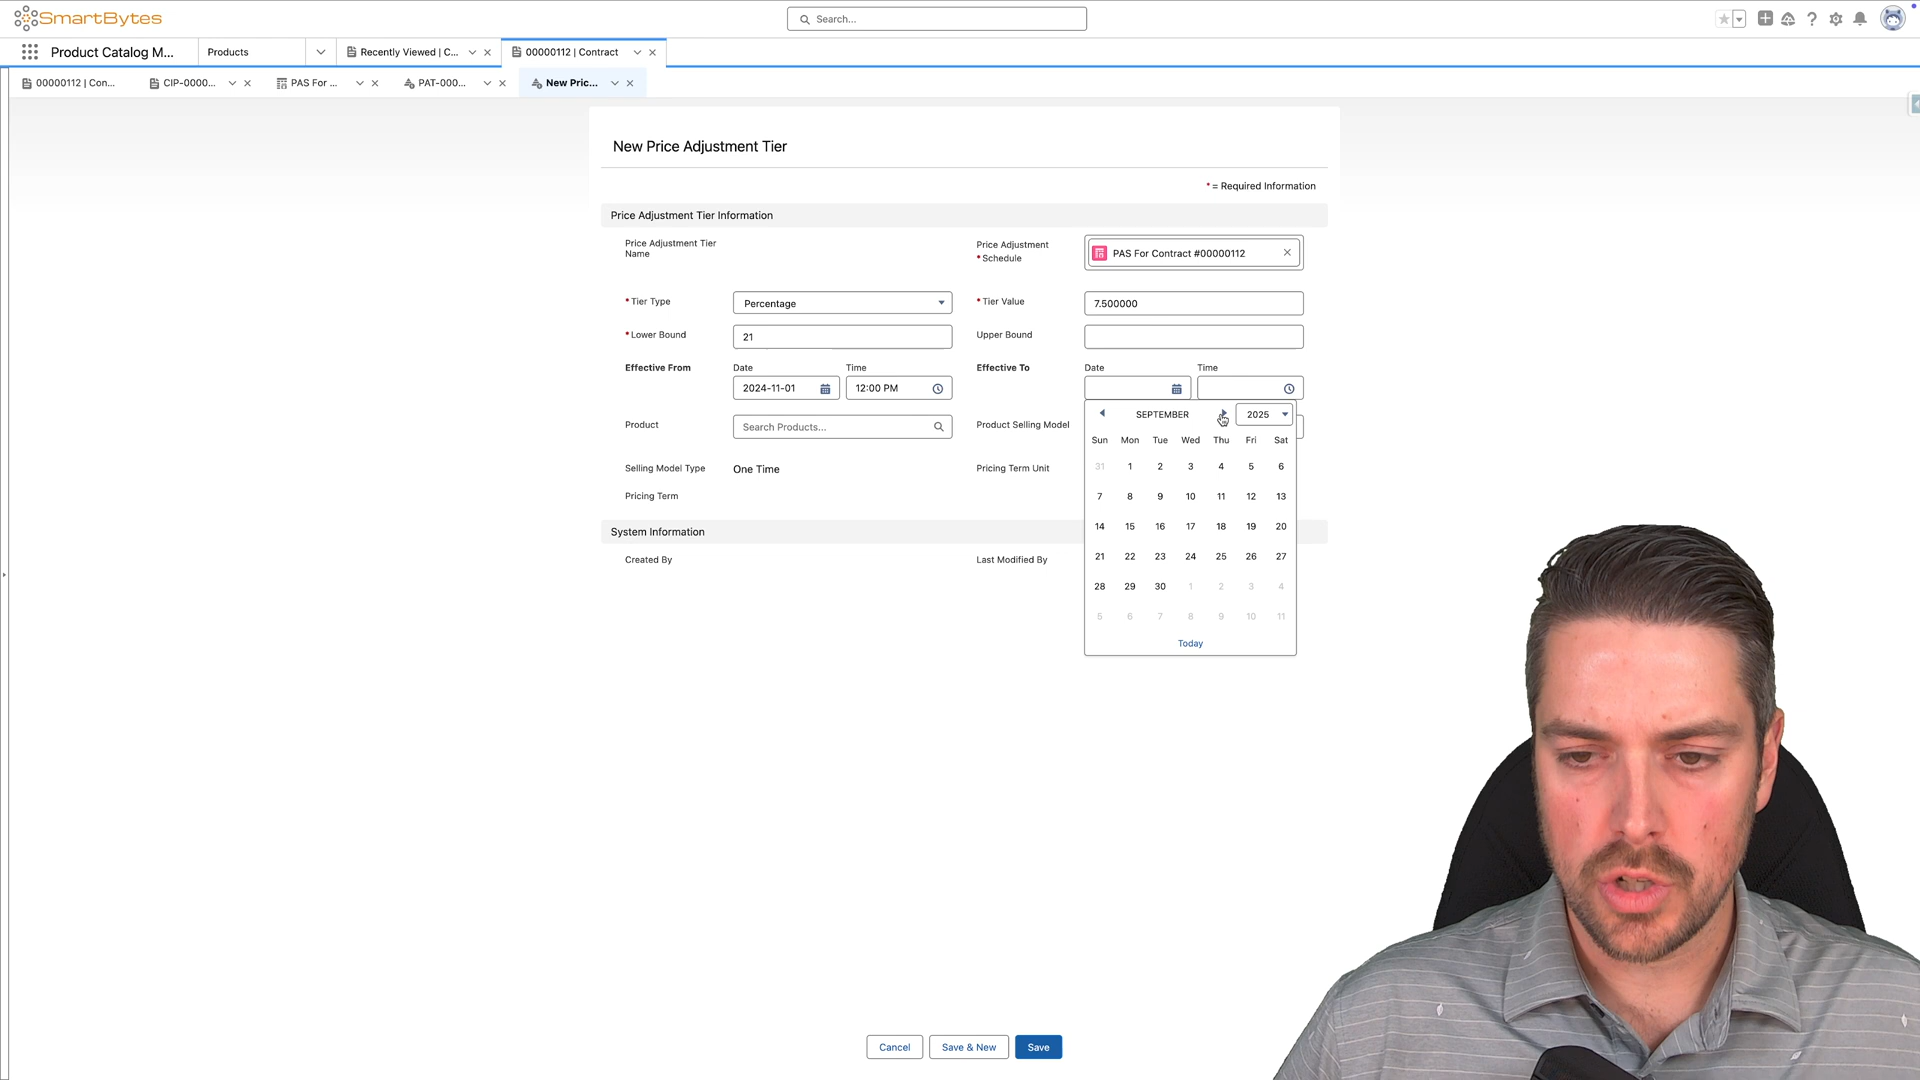 SmartBytes
Search...
Product Catalog M...
Products
Recently Viewed | C...
00000112 | Contract
00000112 | Con...
CIP-0000...
PAS For ...
PAT-000...
New Pric...
New Price Adjustment Tier
* = Required Information
Price Adjustment Tier Information
Price Adjustment Tier
Name
Price Adjustment
* Schedule
PAS For Contract #00000112
* Tier Type
Percentage
* Tier Value
7.500000
* Lower Bound
21
Upper Bound
Effective From
Date
Time
2024-11-01
12:00 PM
Effective To
Date
Time
SEPTEMBER
2025
Sun Mon Tue Wed Thu Fri Sat
31 1 2 3 4 5 6
7 8 9 10 11 12 13
14 15 16 17 18 19 20
21 22 23 24 25 26 27
28 29 30 1 2 3 4
5 6 7 8 9 10 11
Today
Product
Search Products...
Product Selling Model
Selling Model Type
One Time
Pricing Term Unit
Pricing Term
System Information
Created By
Last Modified By
Cancel
Save & New
Save